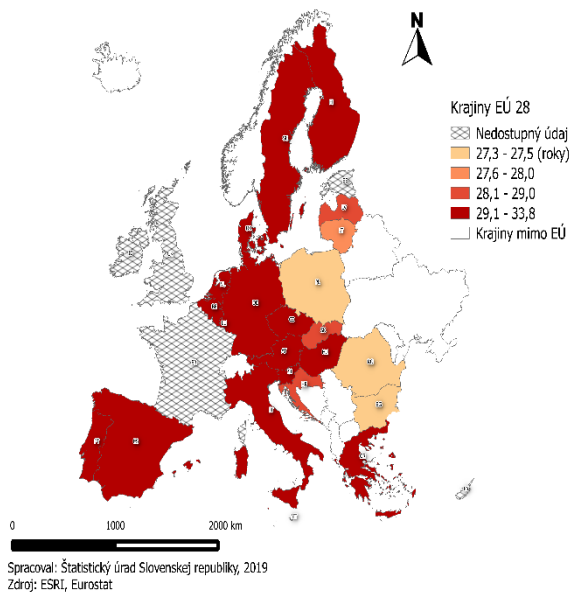 N
Krajiny EÚ 28
Nedostupný údaj
27,3 - 27,5 (roky)
27,6 - 28,0
28,1 - 29,0
29,1 - 33,8
Krajiny mimo EÚ
0 1000 2000 km
Spracoval: Štatistický úrad Slovenskej republiky, 2019
Zdroj: ESRI, Eurostat